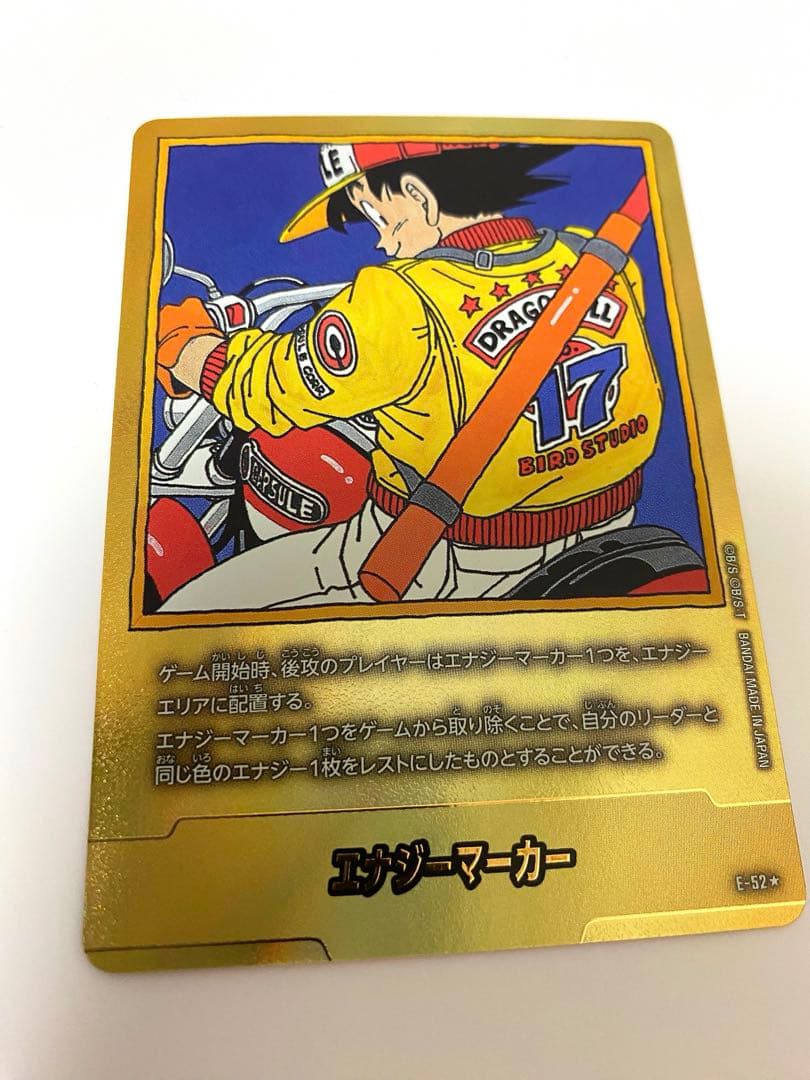 LE
DRAGO LL
NO.
17
BIRD STUDIO
SULE CORP.
CAPSULE
©B/S ©B/S.T BANDAI MADE IN JAPAN
ゲーム開始時、後攻のプレイヤーはエナジーマーカー1つを、エナジー
エリアに配置する。
エナジーマーカー1つをゲームから取り除くことで、自分のリーダーと
同じ色のエナジー1枚をレストにしたものとすることができる。
エナジーマーカー
E-52★